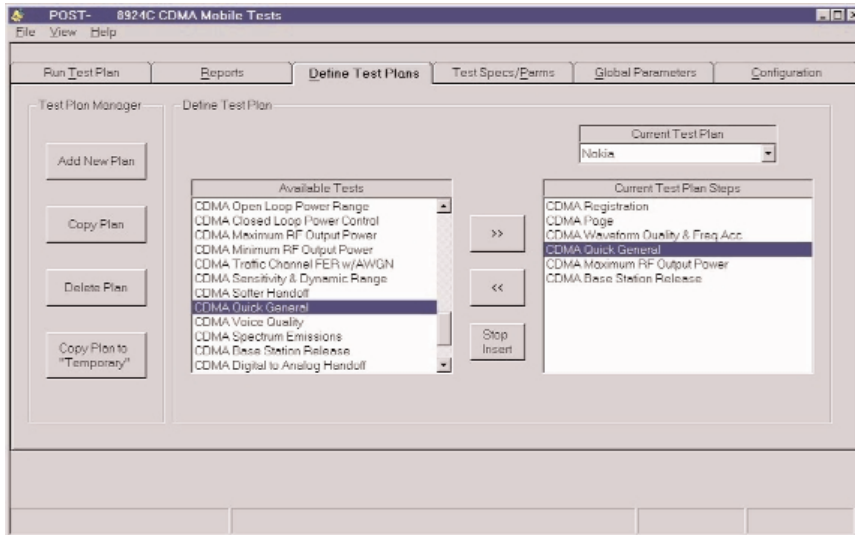 POST- 8924C CDMA Mobile Tests
File View Help
Run Test Plan Reports Define Test Plans Test Specs/Parms Global Parameters Configuration
Test Plan Manager
Define Test Plan
Current Test Plan
Nokia
Add New Plan
Copy Plan
Delete Plan
Copy Plan to
"Temporary"
Available Tests
CDMA Open Loop Power Range
CDMA Closed Loop Power Control
CDMA Maximum RF Output Power
CDMA Minimum RF Output Power
CDMA Traffic Channel FER w/AWGN
CDMA Sensitivity & Dynamic Range
CDMA Softer Handoff
CDMA Quick General
CDMA Voice Quality
CDMA Spectrum Emissions
CDMA Base Station Release
CDMA Digital to Analog Handoff
>>
<<
Stop
Insert
Current Test Plan Steps
CDMA Registration
CDMA Page
CDMA Waveform Quality & Freq Acc
CDMA Quick General
CDMA Maximum RF Output Power
CDMA Base Station Release